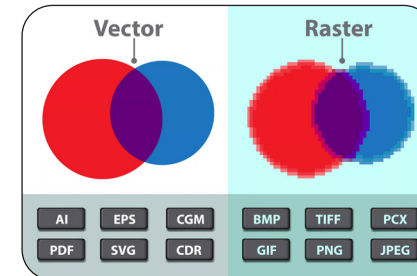 Vector
Raster
AI EPS CGM
PDF SVG CDR
BMP TIFF PCX
GIF PNG JPEG